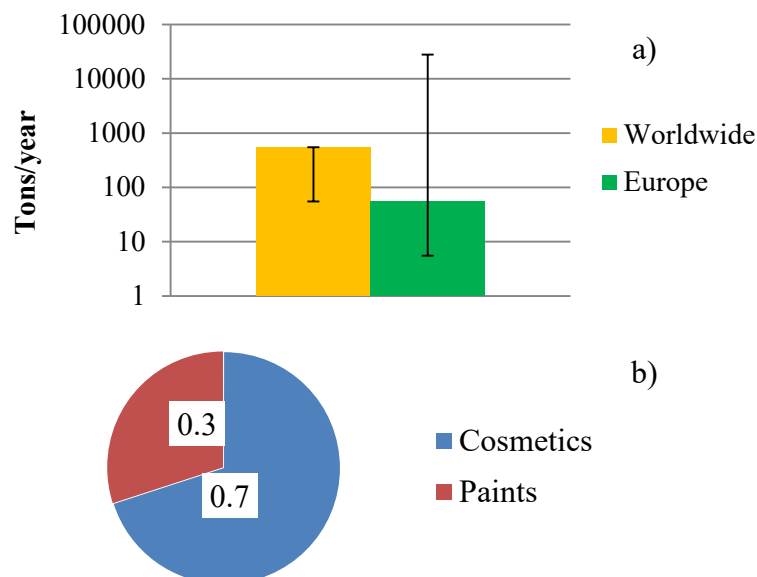 100000
10000
1000
100
10
1
Tons/year
a)
Worldwide
Europe
b)
0.3
0.7
Cosmetics
Paints